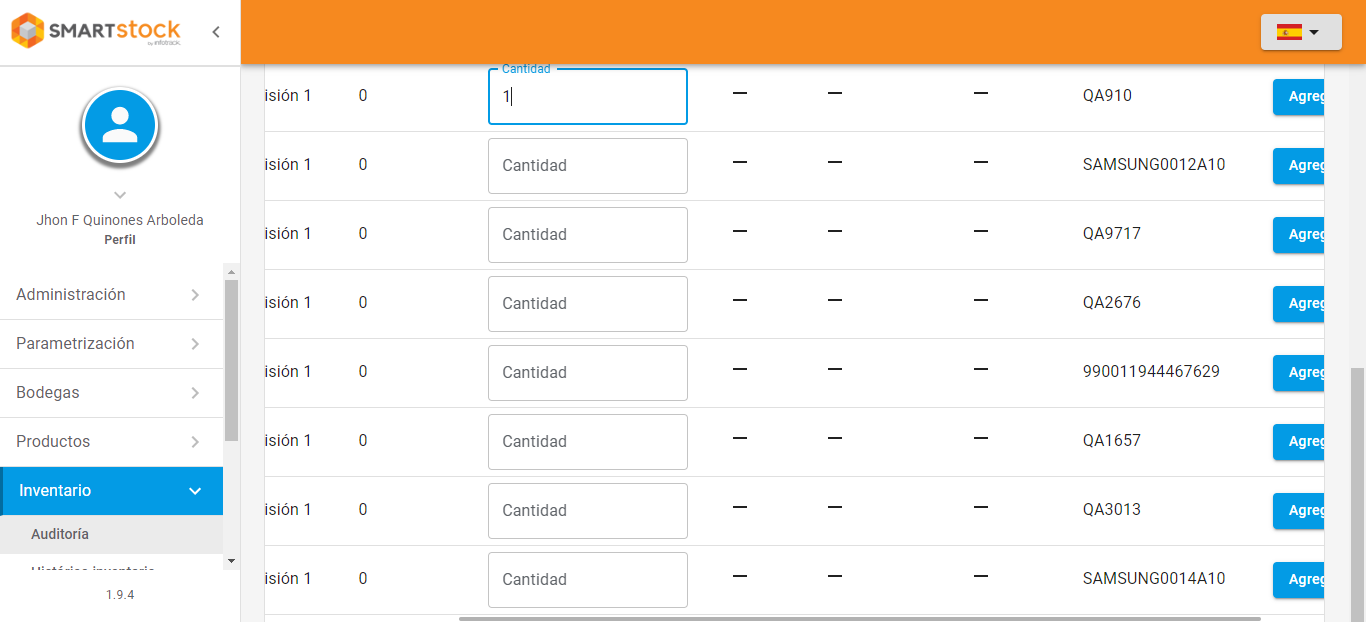 SMARTstock
by infotrack.
Jhon F Quinones Arboleda
Perfil
Administración
Parametrización
Bodegas
Productos
Inventario
Auditoría
Histórico inventario
1.9.4
Cantidad
isión 1 0 1 — — — QA910 Agreg
isión 1 0 Cantidad — — — SAMSUNG0012A10 Agreg
isión 1 0 Cantidad — — — QA9717 Agreg
isión 1 0 Cantidad — — — QA2676 Agreg
isión 1 0 Cantidad — — — 990011944467629 Agreg
isión 1 0 Cantidad — — — QA1657 Agreg
isión 1 0 Cantidad — — — QA3013 Agreg
isión 1 0 Cantidad — — — SAMSUNG0014A10 Agreg